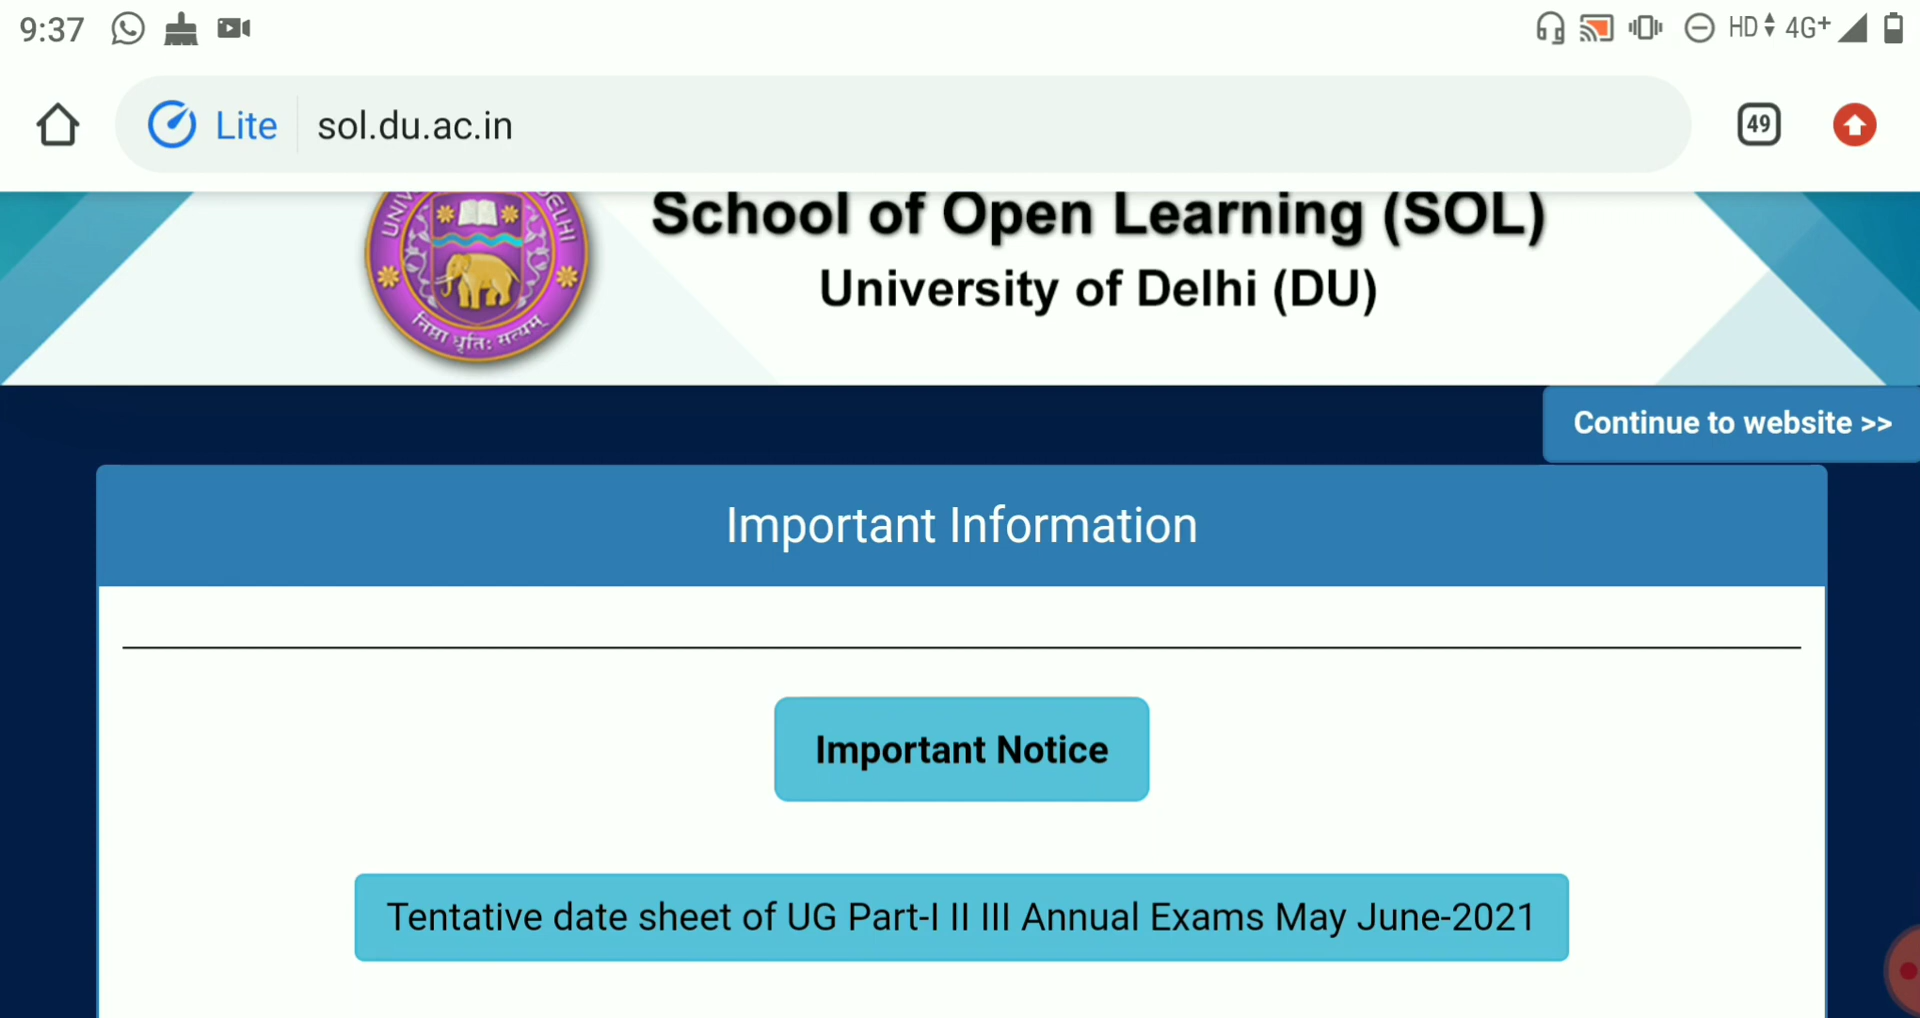 9:37
HD 4G+
Lite sol.du.ac.in
49
School of Open Learning (SOL)
University of Delhi (DU)
निष्ठा धृति: सत्यम्
Continue to website >>
Important Information
Important Notice
Tentative date sheet of UG Part-I II III Annual Exams May June-2021